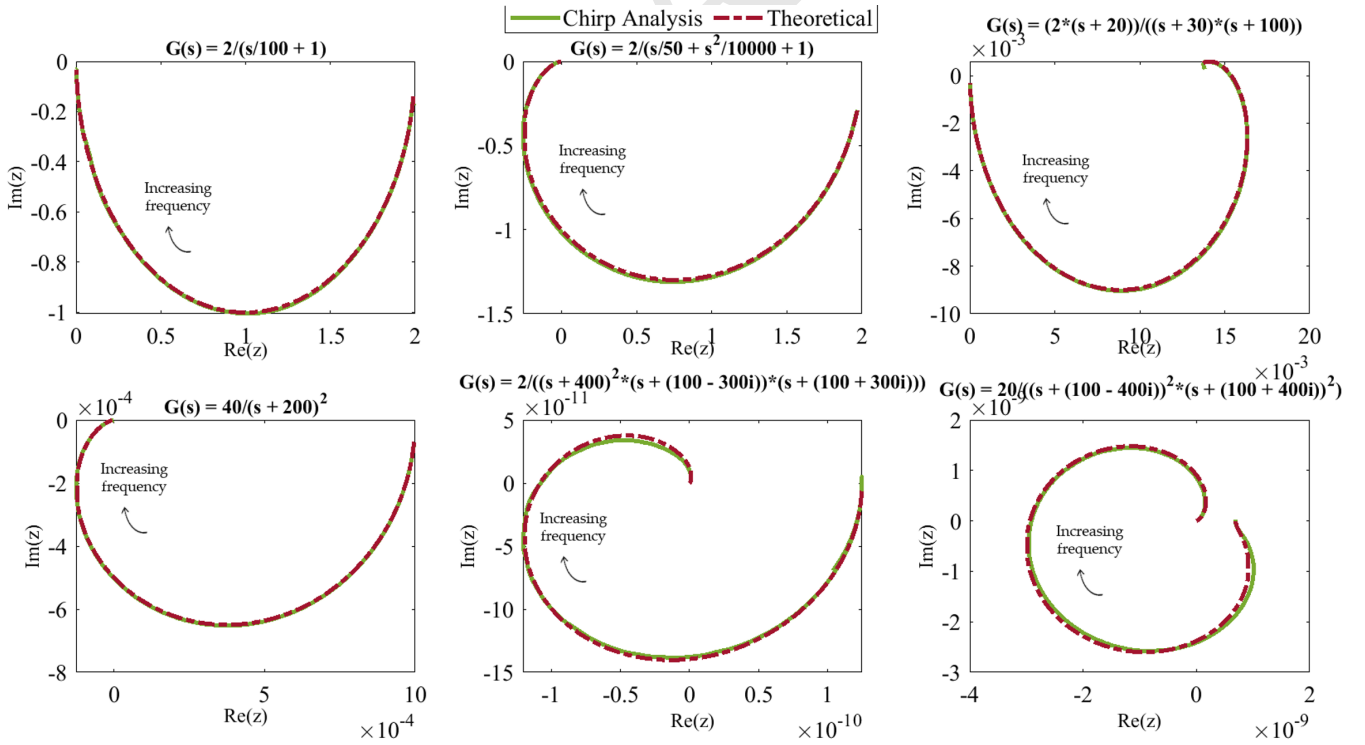 Chirp Analysis Theoretical
G(s) = 2/(s/100 + 1)
0
-0.2
-0.4
-0.6
-0.8
-1
Im(z)
Increasing
frequency
0 0.5 1 1.5 2
Re(z)
G(s) = 2/(s/50 + s^2/10000 + 1)
0
-0.5
-1
-1.5
Im(z)
Increasing
frequency
0 0.5 1 1.5 2
Re(z)
G(s) = (2*(s + 20))/((s + 30)*(s + 100))
×10^-3
0
-2
-4
-6
-8
-10
Im(z)
Increasing
frequency
0 5 10 15 20
Re(z)
×10^-3
G(s) = 40/(s + 200)^2
×10^-4
0
-2
-4
-6
-8
Im(z)
Increasing
frequency
0 5 10
Re(z)
×10^-4
G(s) = 2/((s + 400)^2*(s + (100 - 300i))*(s + (100 + 300i)))
×10^-11
5
0
-5
-10
-15
Im(z)
Increasing
frequency
-1 -0.5 0 0.5 1
Re(z)
×10^-10
G(s) = 20/((s + (100 - 400i))^2*(s + (100 + 400i))^2)
×10^-9
2
1
0
-1
-2
-3
Im(z)
Increasing
frequency
-4 -2 0 2
Re(z)
×10^-9